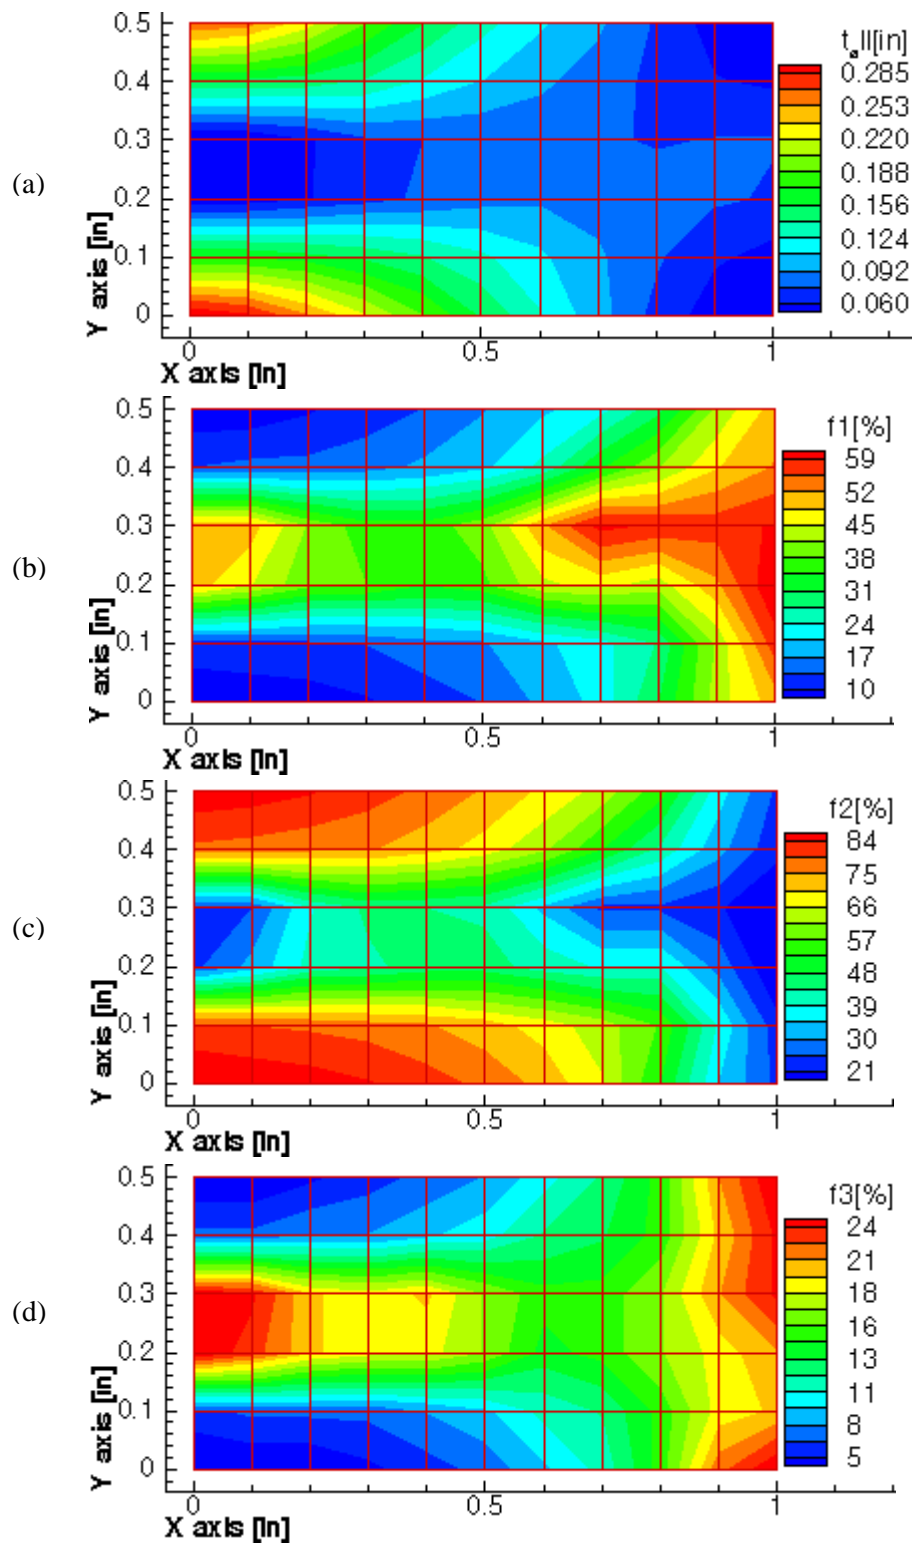 (a)
Y axis [in]
0.5
0.4
0.3
0.2
0.1
0
0 0.5 1
X axis [in]
tall[in]
0.285
0.253
0.220
0.188
0.156
0.124
0.092
0.060
(b)
Y axis [in]
0.5
0.4
0.3
0.2
0.1
0
0 0.5 1
X axis [in]
f1[%]
59
52
45
38
31
24
17
10
(c)
Y axis [in]
0.5
0.4
0.3
0.2
0.1
0
0 0.5 1
X axis [in]
f2[%]
84
75
66
57
48
39
30
21
(d)
Y axis [in]
0.5
0.4
0.3
0.2
0.1
0
0 0.5 1
X axis [in]
f3[%]
24
21
18
16
13
11
8
5